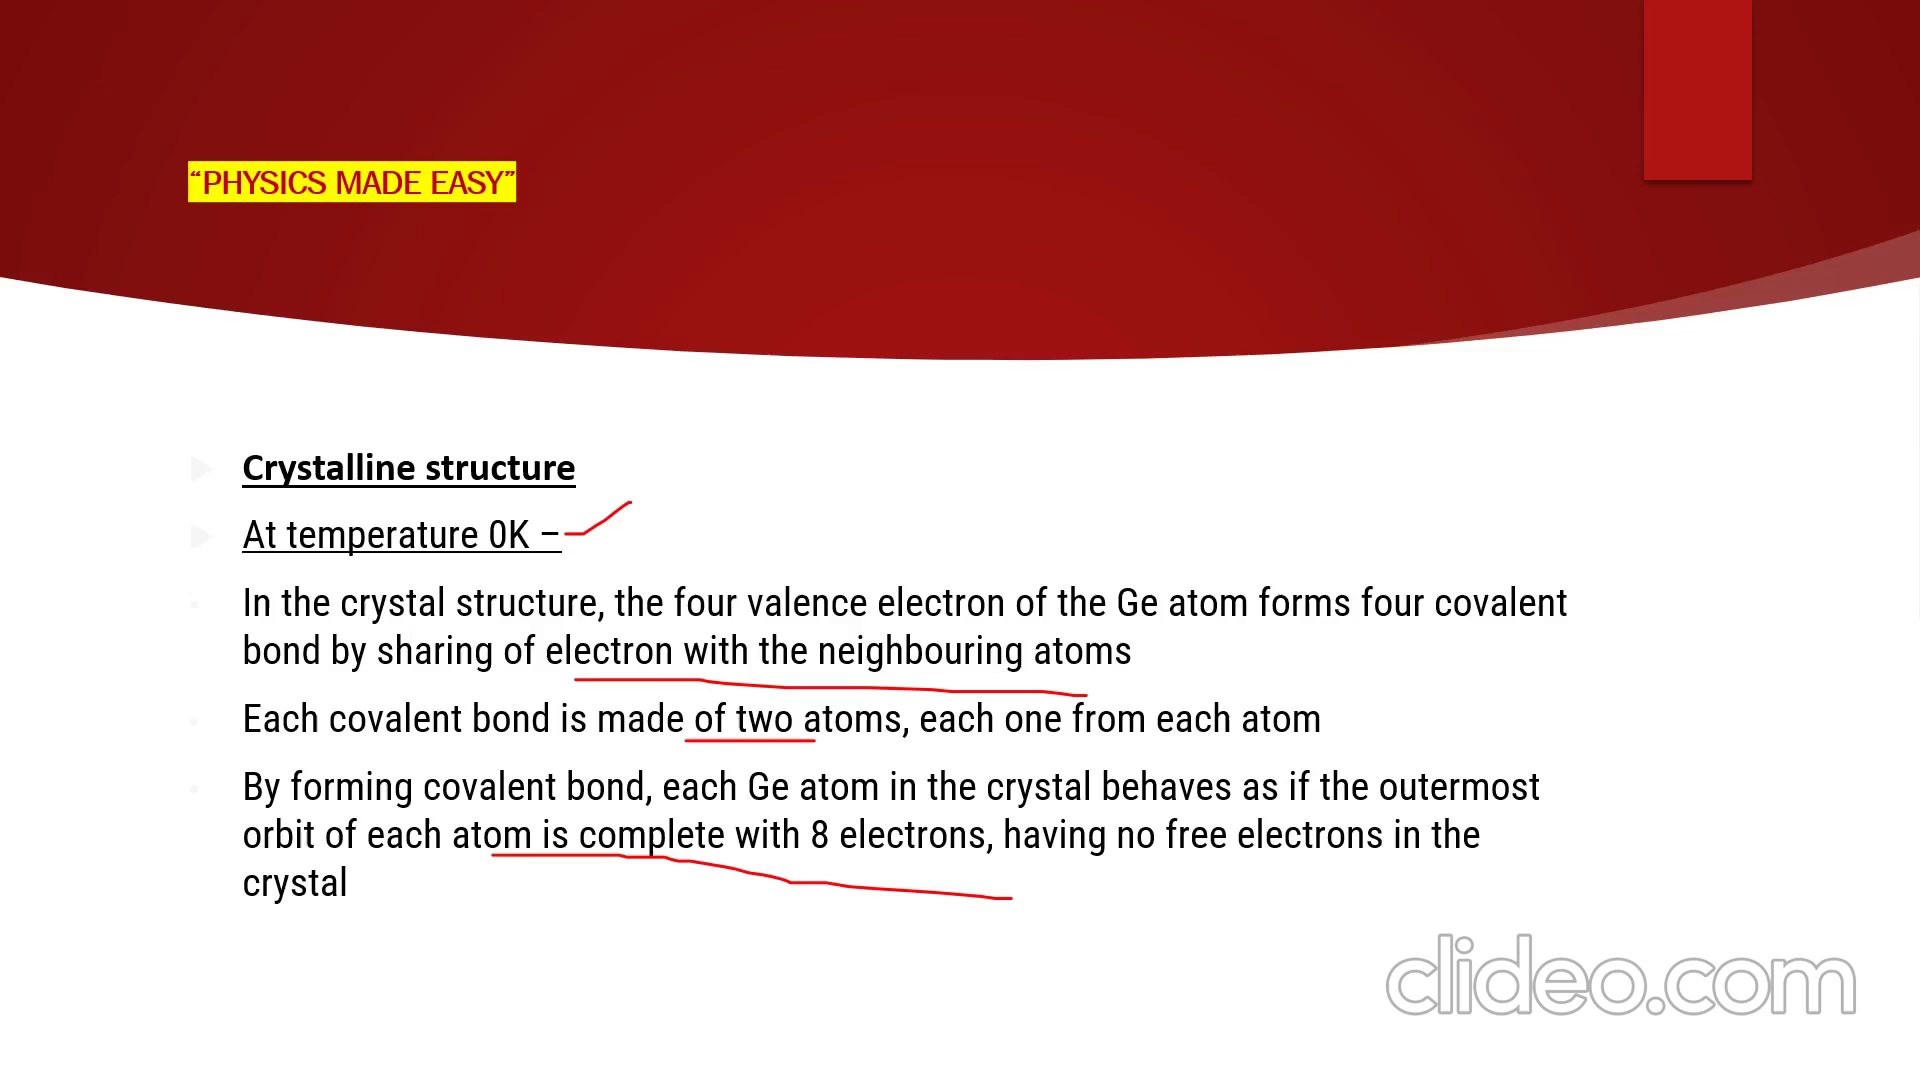 “PHYSICS MADE EASY”
Crystalline structure
At temperature 0K –
In the crystal structure, the four valence electron of the Ge atom forms four covalent
bond by sharing of electron with the neighbouring atoms
Each covalent bond is made of two atoms, each one from each atom
By forming covalent bond, each Ge atom in the crystal behaves as if the outermost
orbit of each atom is complete with 8 electrons, having no free electrons in the
crystal
clideo.com